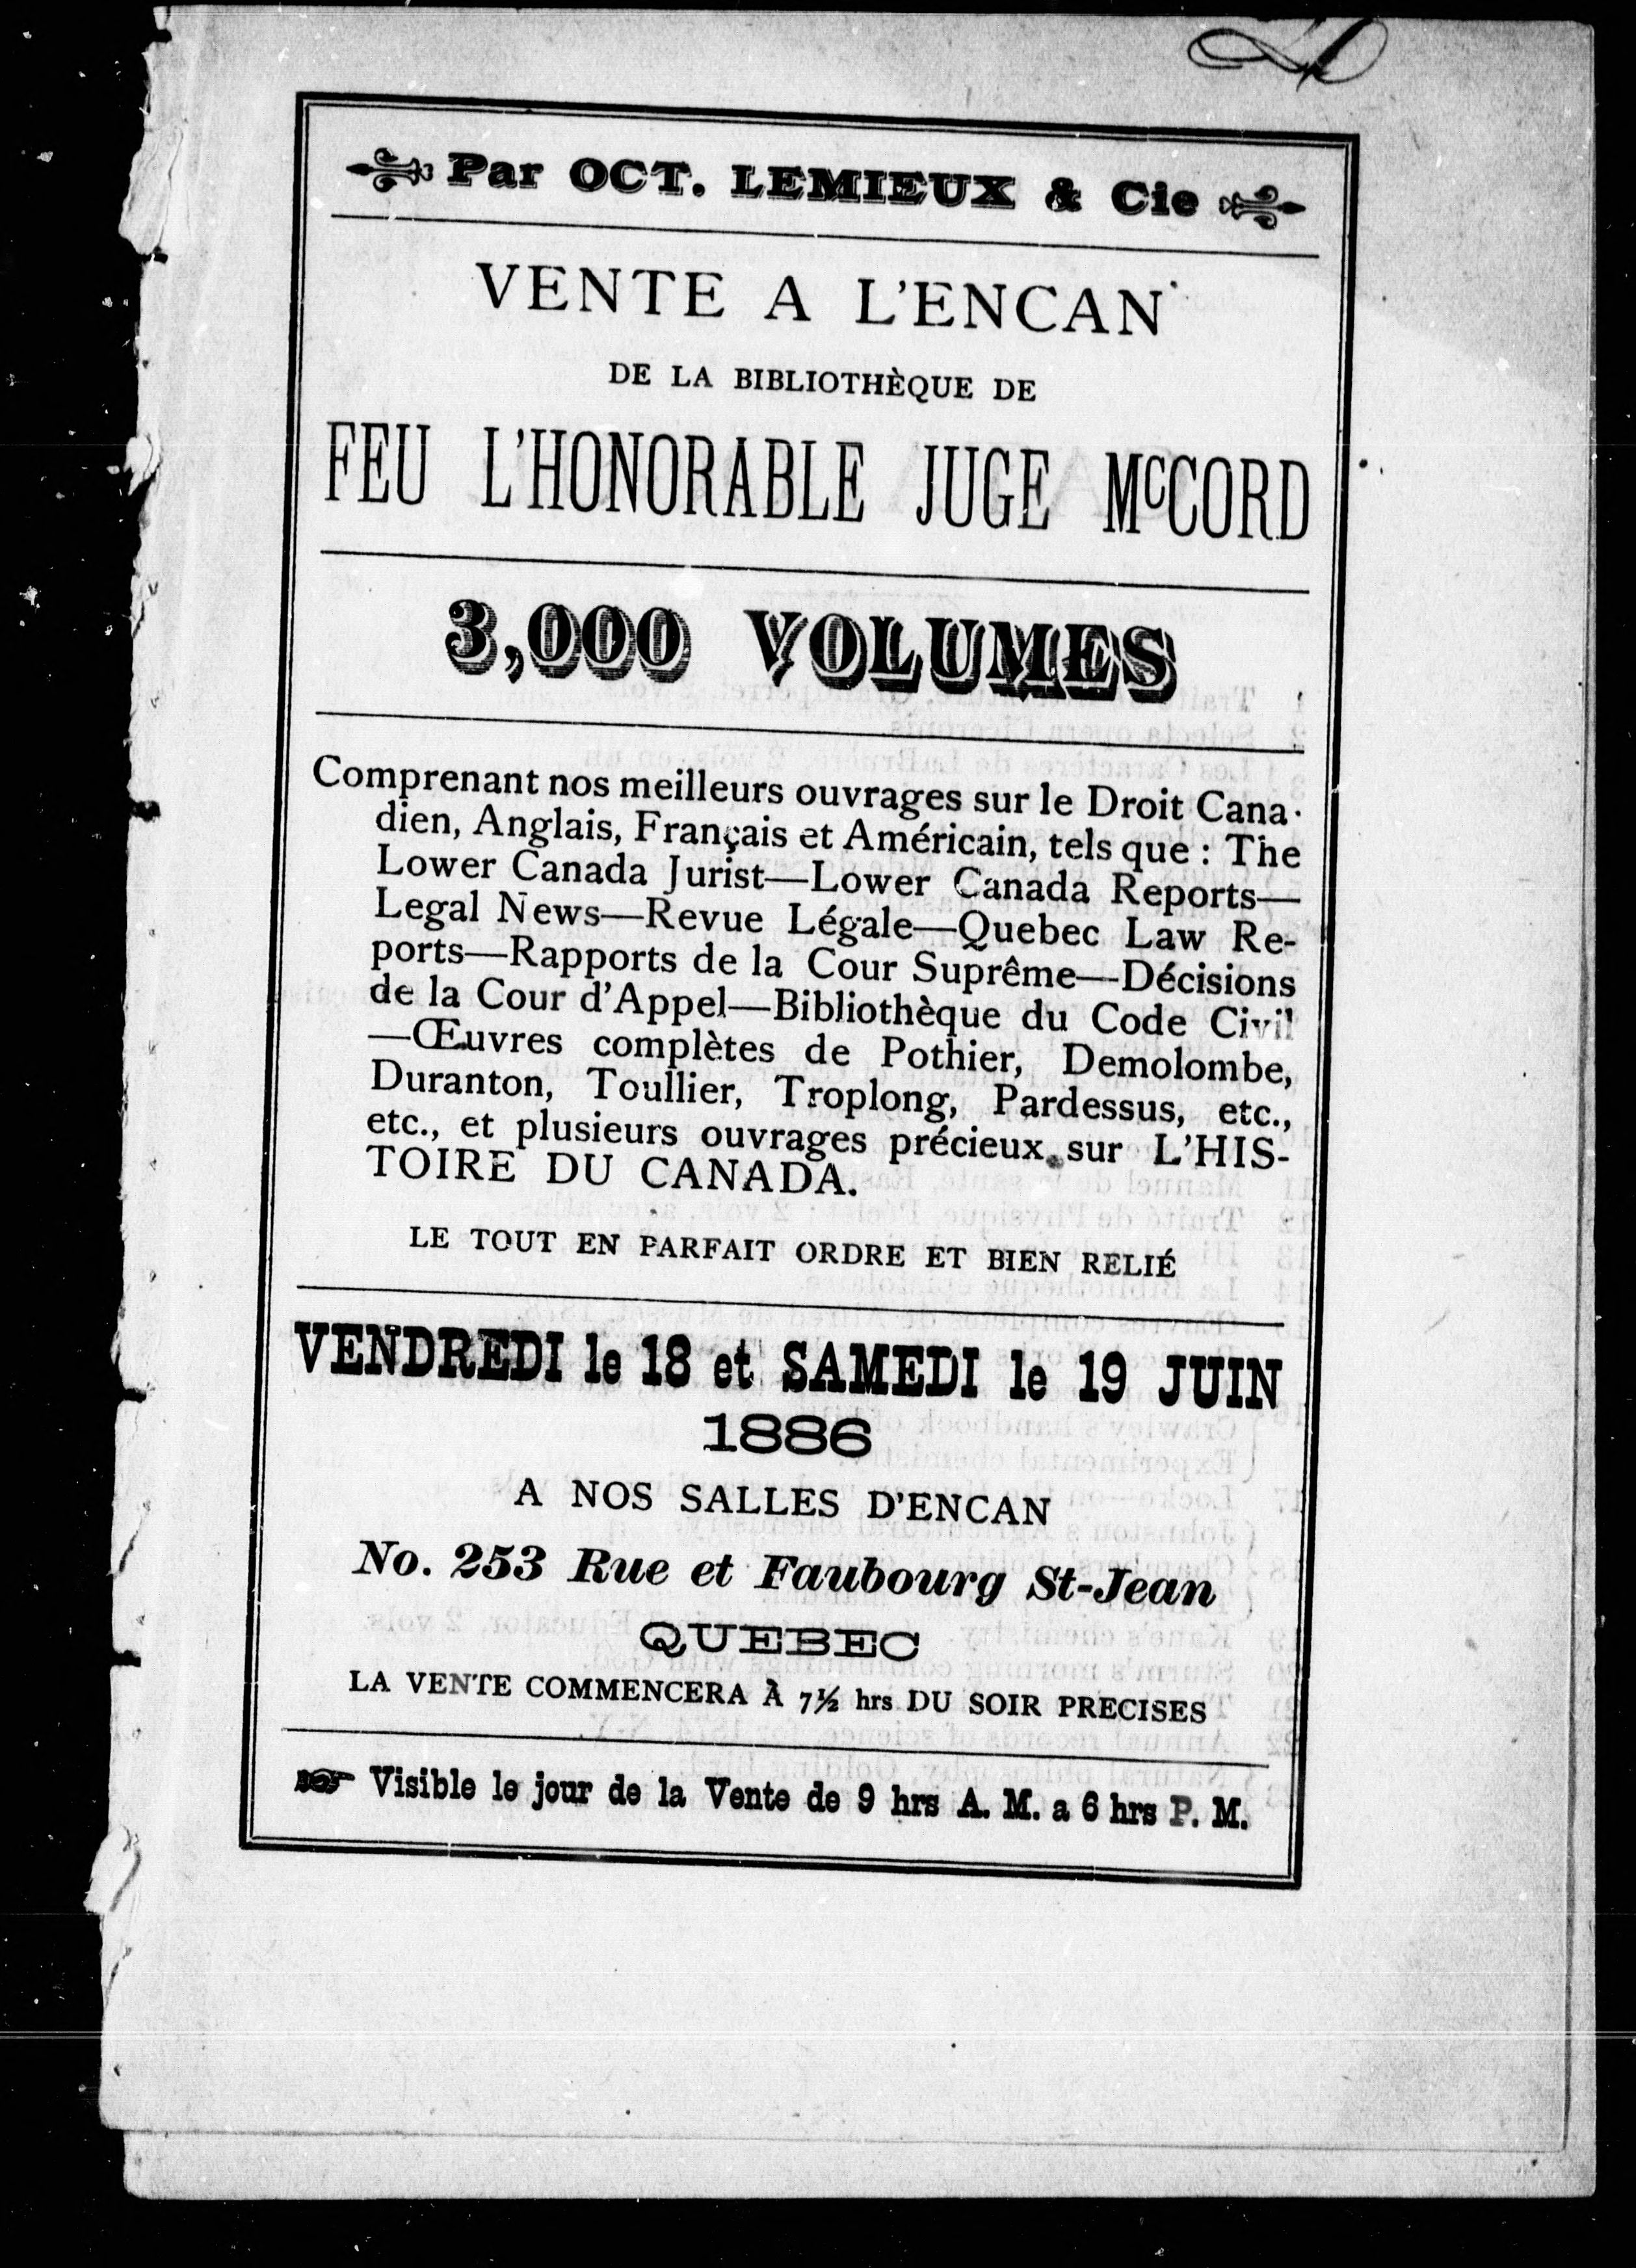 Par OCT. LEMIEUX & Cie
VENTE A L'ENCAN
DE LA BIBLIOTHÈQUE DE
FEU L'HONORABLE JUGE McCORD
3,000 VOLUMES
Comprenant nos meilleurs ouvrages sur le Droit Cana-
dien, Anglais, Français et Américain, tels que : The
Lower Canada Jurist—Lower Canada Reports—
Legal News—Revue Légale—Quebec Law Re-
ports—Rapports de la Cour Suprême—Décisions
de la Cour d'Appel—Bibliothèque du Code Civil
—Œuvres complètes de Pothier, Demolombe,
Duranton, Toullier, Troplong, Pardessus, etc.,
etc., et plusieurs ouvrages précieux sur L'HIS-
TOIRE DU CANADA.
LE TOUT EN PARFAIT ORDRE ET BIEN RELIÉ
VENDREDI le 18 et SAMEDI le 19 JUIN
1886
A NOS SALLES D'ENCAN
No. 253 Rue et Faubourg St-Jean
QUEBEC
LA VENTE COMMENCERA À 7½ hrs DU SOIR PRECISES
☞ Visible le jour de la Vente de 9 hrs A. M. a 6 hrs P. M.